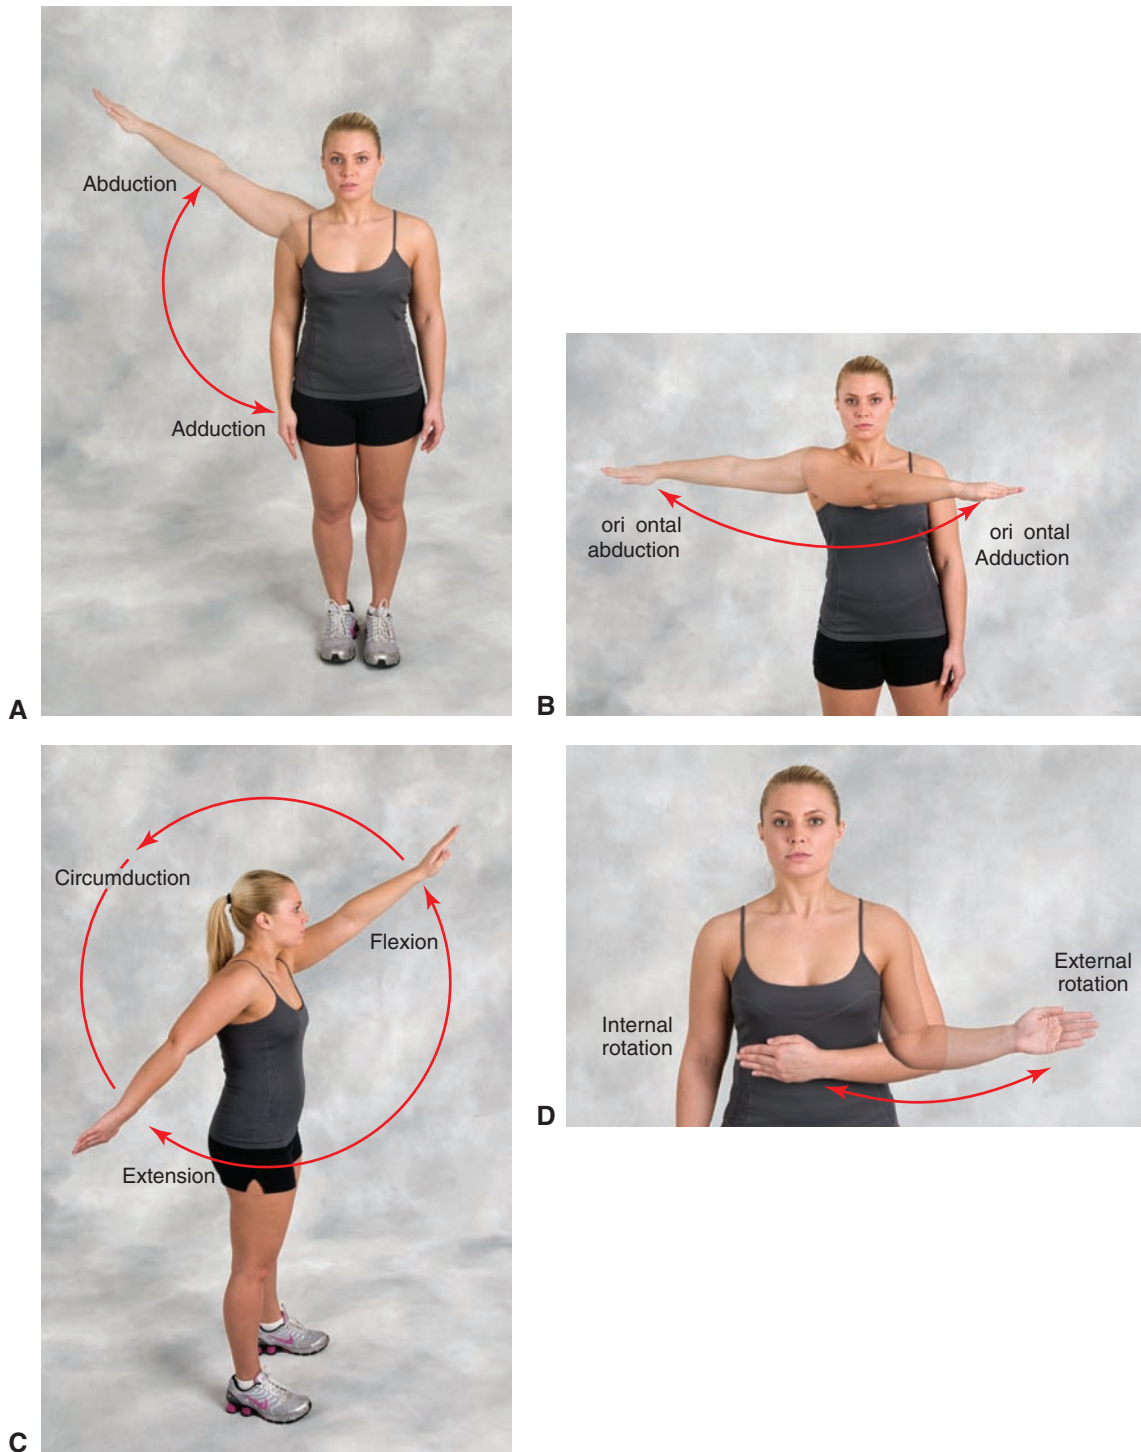 Abduction
Adduction
A
ori ontal
abduction
ori ontal
Adduction
B
Circumduction
Flexion
Extension
C
External
rotation
Internal
rotation
D